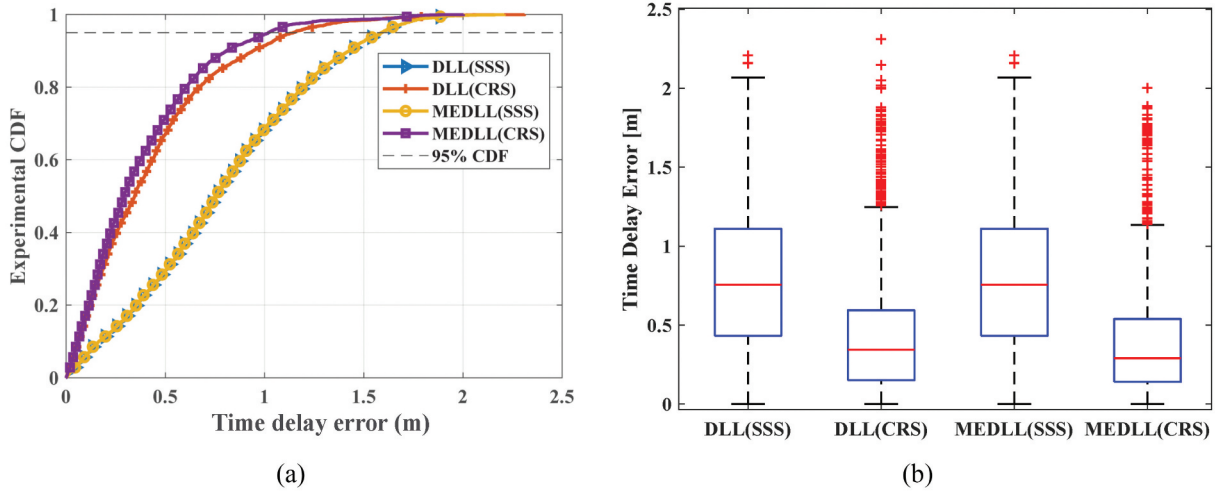 1
0.8
0.6
0.4
0.2
0
Experimental CDF
DLL(SSS)
DLL(CRS)
MEDLL(SSS)
MEDLL(CRS)
95% CDF
0 0.5 1 1.5 2 2.5
Time delay error (m)
(a)
2.5
2
1.5
1
0.5
0
Time Delay Error [m]
DLL(SSS) DLL(CRS) MEDLL(SSS) MEDLL(CRS)
(b)